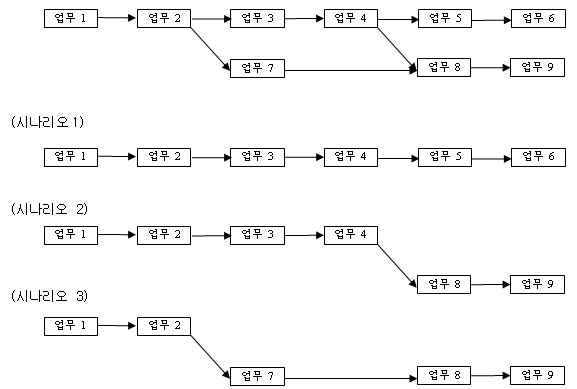 업무 1 업무 2 업무 3 업무 4 업무 5 업무 6
업무 7 업무 8 업무 9
(시나리오1)
업무 1 업무 2 업무 3 업무 4 업무 5 업무 6
(시나리오 2)
업무 1 업무 2 업무 3 업무 4
업무 8 업무 9
(시나리오 3)
업무 1 업무 2
업무 7 업무 8 업무 9